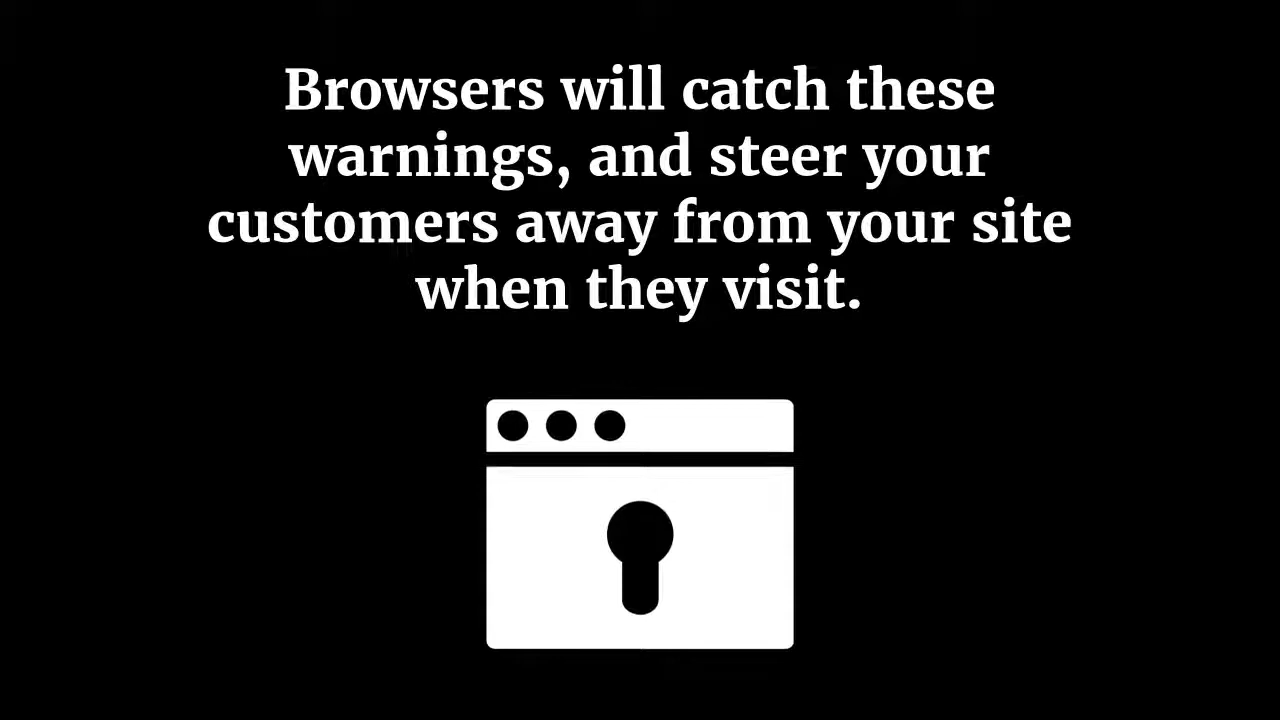 Browsers will catch these
warnings, and steer your
customers away from your site
when they visit.